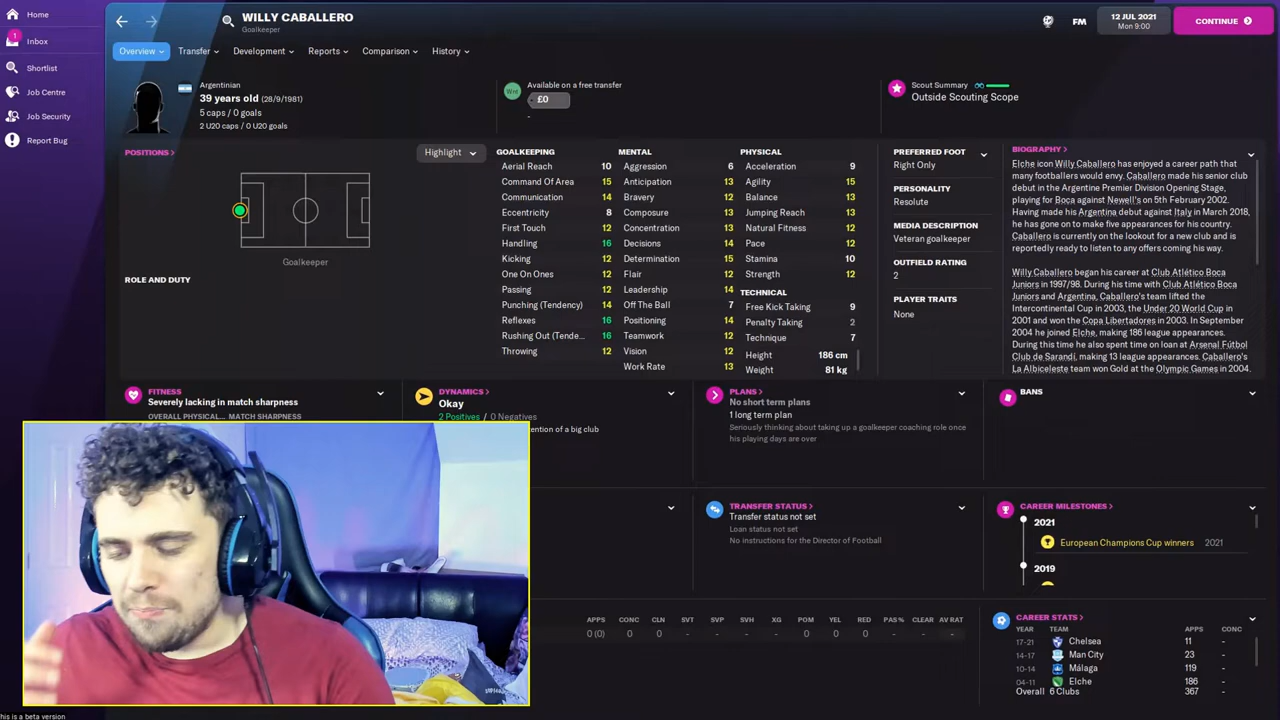 Home
Inbox
1
Shortlist
Job Centre
Job Security
Report Bug
WILLY CABALLERO
Goalkeeper
FM
12 JUL 2021
Mon 9:00
CONTINUE
Overview
Transfer
Development
Reports
Comparison
History
Argentinian
39 years old (28/9/1981)
5 caps / 0 goals
2 U20 caps / 0 U20 goals
Wnt
Available on a free transfer
£0
-
Scout Summary
Outside Scouting Scope
POSITIONS
Highlight
Goalkeeper
ROLE AND DUTY
GOALKEEPING
Aerial Reach 10
Command Of Area 15
Communication 14
Eccentricity 8
First Touch 12
Handling 16
Kicking 12
One On Ones 12
Passing 12
Punching (Tendency) 14
Reflexes 16
Rushing Out (Tende... 16
Throwing 12
MENTAL
Aggression 6
Anticipation 13
Bravery 12
Composure 13
Concentration 13
Decisions 14
Determination 15
Flair 12
Leadership 14
Off The Ball 7
Positioning 14
Teamwork 12
Vision 12
Work Rate 13
PHYSICAL
Acceleration 9
Agility 15
Balance 13
Jumping Reach 13
Natural Fitness 12
Pace 12
Stamina 10
Strength 12
TECHNICAL
Free Kick Taking 9
Penalty Taking 2
Technique 7
Height 186 cm
Weight 81 kg
PREFERRED FOOT
Right Only
PERSONALITY
Resolute
MEDIA DESCRIPTION
Veteran goalkeeper
OUTFIELD RATING
2
PLAYER TRAITS
None
BIOGRAPHY
Elche icon Willy Caballero has enjoyed a career path that
many footballers would envy. Caballero made his senior club
debut in the Argentine Premier Division Opening Stage,
playing for Boca against Newell's on 5th February 2002.
Having made his Argentina debut against Italy in March 2018,
he has gone on to make five appearances for his country.
Caballero is currently on the lookout for a new club and is
reportedly ready to listen to any offers coming his way.
Willy Caballero began his career at Club Atlético Boca
Juniors in 1997/98. During his time with Club Atlético Boca
Juniors and Argentina, Caballero's team lifted the
Intercontinental Cup in 2003, the Under 20 World Cup in
2001 and won the Copa Libertadores in 2003. In September
2004 he joined Elche, making 186 league appearances.
During this time he also spent time on loan at Arsenal Fútbol
Club de Sarandí, making 13 league appearances. Caballero's
La Albiceleste team won Gold at the Olympic Games in 2004.
FITNESS
Severely lacking in match sharpness
OVERALL PHYSICAL... MATCH SHARPNESS
DYNAMICS
Okay
2 Positives / 0 Negatives
ention of a big club
PLANS
No short term plans
1 long term plan
Seriously thinking about taking up a goalkeeper coaching role once
his playing days are over
BANS
TRANSFER STATUS
Transfer status not set
Loan status not set
No instructions for the Director of Football
CAREER MILESTONES
2021
European Champions Cup winners 2021
2019
APPS CONC CLN SVT SVP SVH XG POM YEL RED PAS % CLEAR AV RAT
0 (0) 0 0 - - - - 0 0 0 - - -
CAREER STATS
YEAR TEAM APPS CONC
17-21 Chelsea 11 -
14-17 Man City 23 -
10-14 Málaga 119 -
04-11 Elche 186 -
Overall 6 Clubs 367 -
his is a beta version